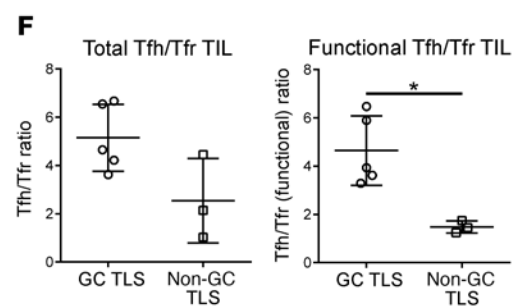 F
Total Tfh/Tfr TIL
Tfh/Tfr ratio
8
6
4
2
0
GC TLS
Non-GC
TLS
Functional Tfh/Tfr TIL
Tfh/Tfr (functional) ratio
8
6
4
2
0
*
GC TLS
Non-GC
TLS